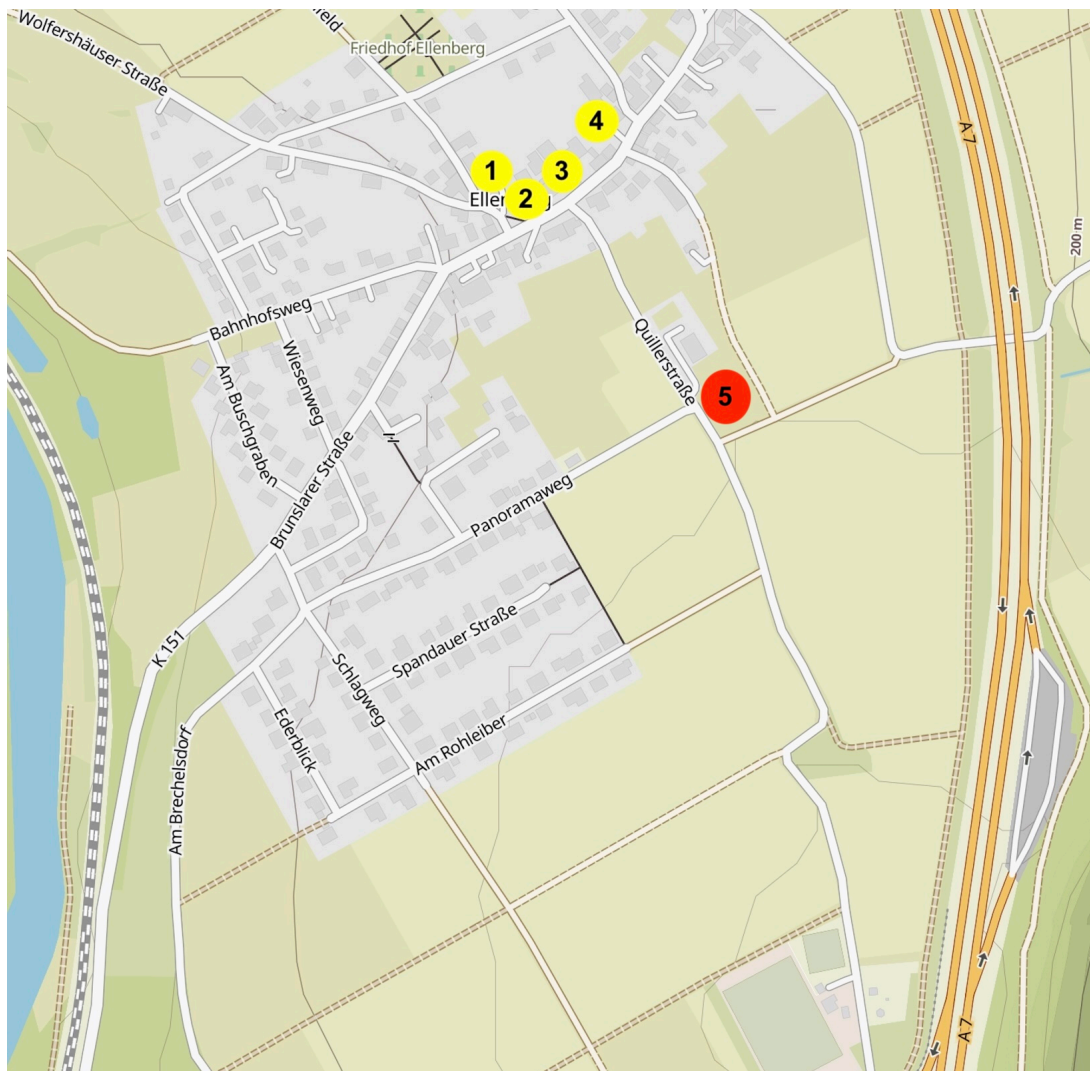 Wolfershäuser Straße
feld
Friedhof Ellenberg
A 7
4
1
3
2
200 m
Bahnhofsweg
Quillerstraße
Wiesenweg
Am Buschgraben
5
Brunslarer Straße
Panoramaweg
K 151
Spandauer Straße
Schlagweg
Ederblick
Am Rohleiber
Am Brechelsdorf
A 7